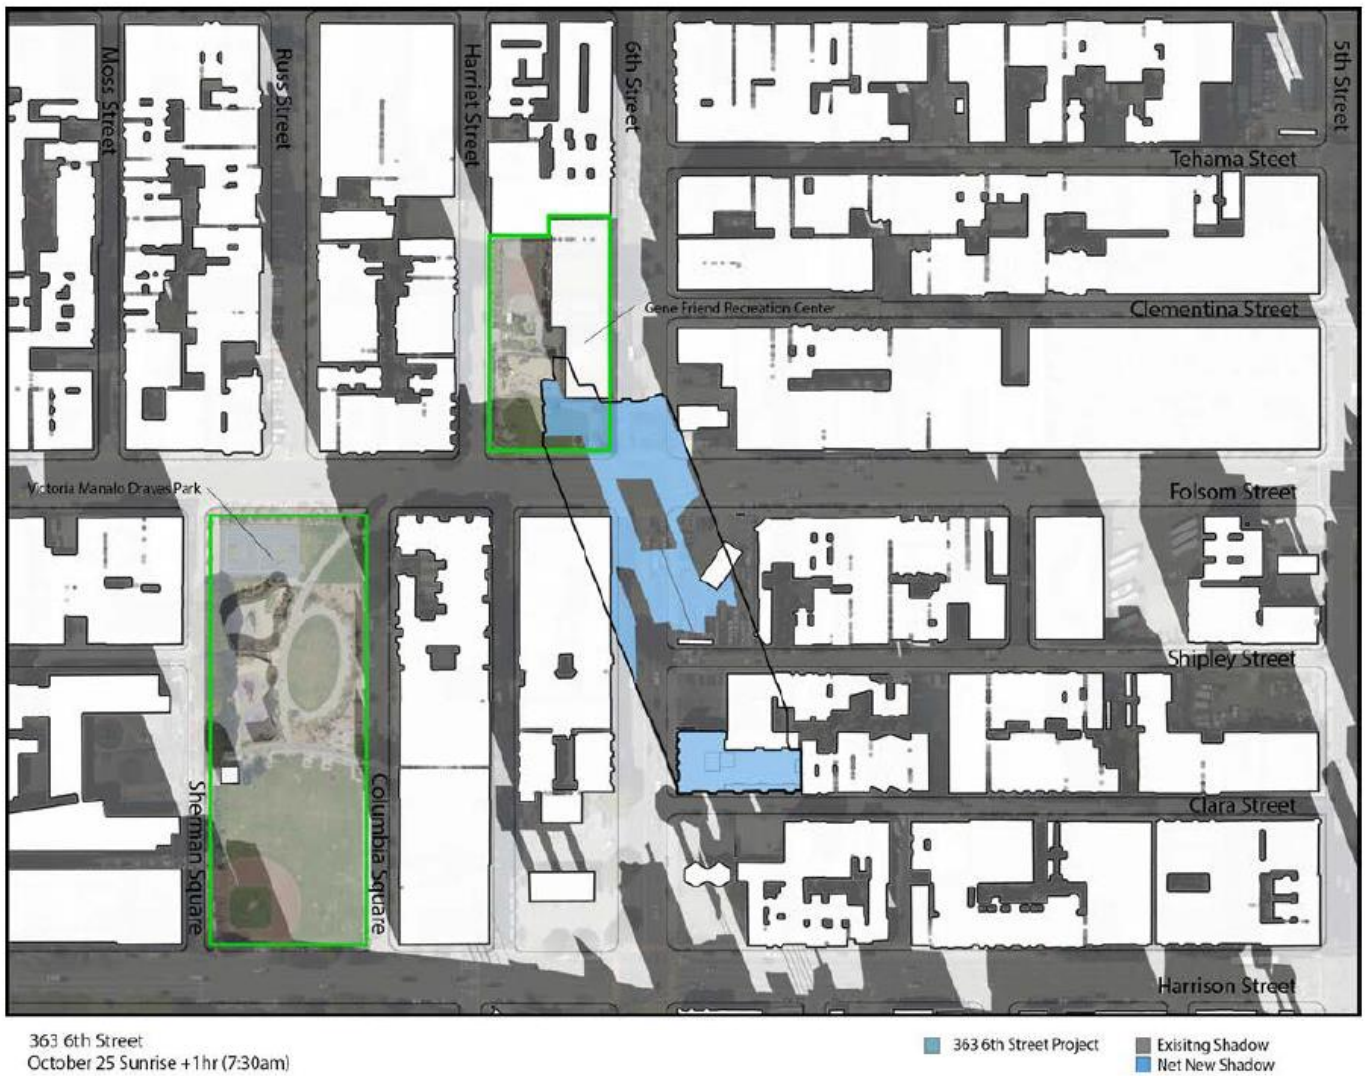 Moss Street
Russ Street
Harriet Street
6th Street
5th Street
Tehama Steet
Gene Friend Recreation Center
Clementina Street
Victoria Manalo Draves Park
Folsom Street
Shipley Street
Sherman Square
Columbia Square
Clara Street
Harrison Street
363 6th Street
October 25 Sunrise +1hr (7:30am)
363 6th Street Project
Exisitng Shadow
Net New Shadow